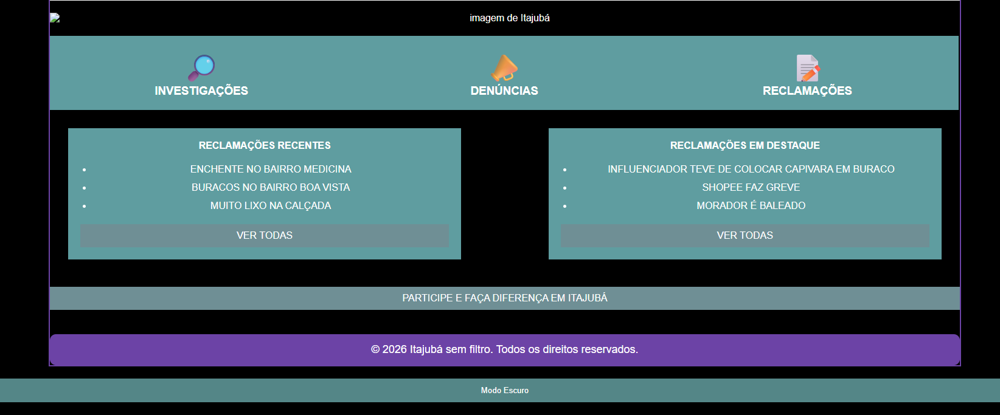 imagem de Itajubá
INVESTIGAÇÕES
DENÚNCIAS
RECLAMAÇÕES
RECLAMAÇÕES RECENTES
ENCHENTE NO BAIRRO MEDICINA
BURACOS NO BAIRRO BOA VISTA
MUITO LIXO NA CALÇADA
VER TODAS
RECLAMAÇÕES EM DESTAQUE
INFLUENCIADOR TEVE DE COLOCAR CAPIVARA EM BURACO
SHOPEE FAZ GREVE
MORADOR É BALEADO
VER TODAS
PARTICIPE E FAÇA DIFERENÇA EM ITAJUBÁ
© 2026 Itajubá sem filtro. Todos os direitos reservados.
Modo Escuro